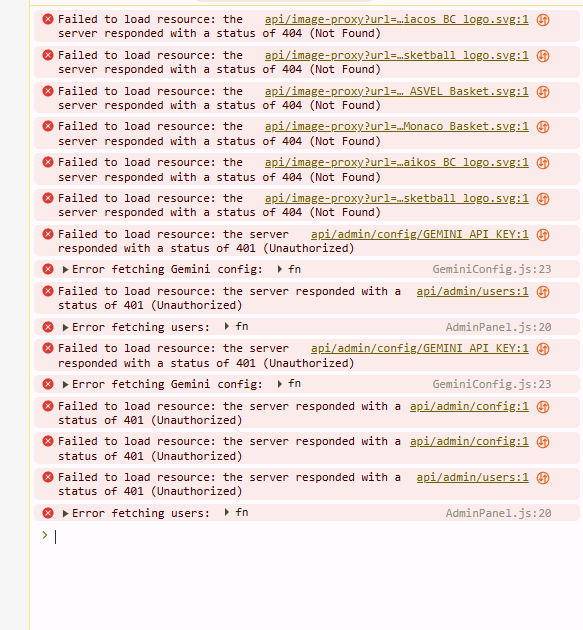 Failed to load resource: the api/image-proxy?url=…iacos_BC_logo.svg:1
server responded with a status of 404 (Not Found)
Failed to load resource: the api/image-proxy?url=…sketball_logo.svg:1
server responded with a status of 404 (Not Found)
Failed to load resource: the api/image-proxy?url=…_ASVEL_Basket.svg:1
server responded with a status of 404 (Not Found)
Failed to load resource: the api/image-proxy?url=…Monaco_Basket.svg:1
server responded with a status of 404 (Not Found)
Failed to load resource: the api/image-proxy?url=…aikos_BC_logo.svg:1
server responded with a status of 404 (Not Found)
Failed to load resource: the api/image-proxy?url=…sketball_logo.svg:1
server responded with a status of 404 (Not Found)
Failed to load resource: the server api/admin/config/GEMINI_API_KEY:1
responded with a status of 401 (Unauthorized)
Error fetching Gemini config: fn GeminiConfig.js:23
Failed to load resource: the server responded with a api/admin/users:1
status of 401 (Unauthorized)
Error fetching users: fn AdminPanel.js:20
Failed to load resource: the server api/admin/config/GEMINI_API_KEY:1
responded with a status of 401 (Unauthorized)
Error fetching Gemini config: fn GeminiConfig.js:23
Failed to load resource: the server responded with a api/admin/config:1
status of 401 (Unauthorized)
Failed to load resource: the server responded with a api/admin/config:1
status of 401 (Unauthorized)
Failed to load resource: the server responded with a api/admin/users:1
status of 401 (Unauthorized)
Error fetching users: fn AdminPanel.js:20